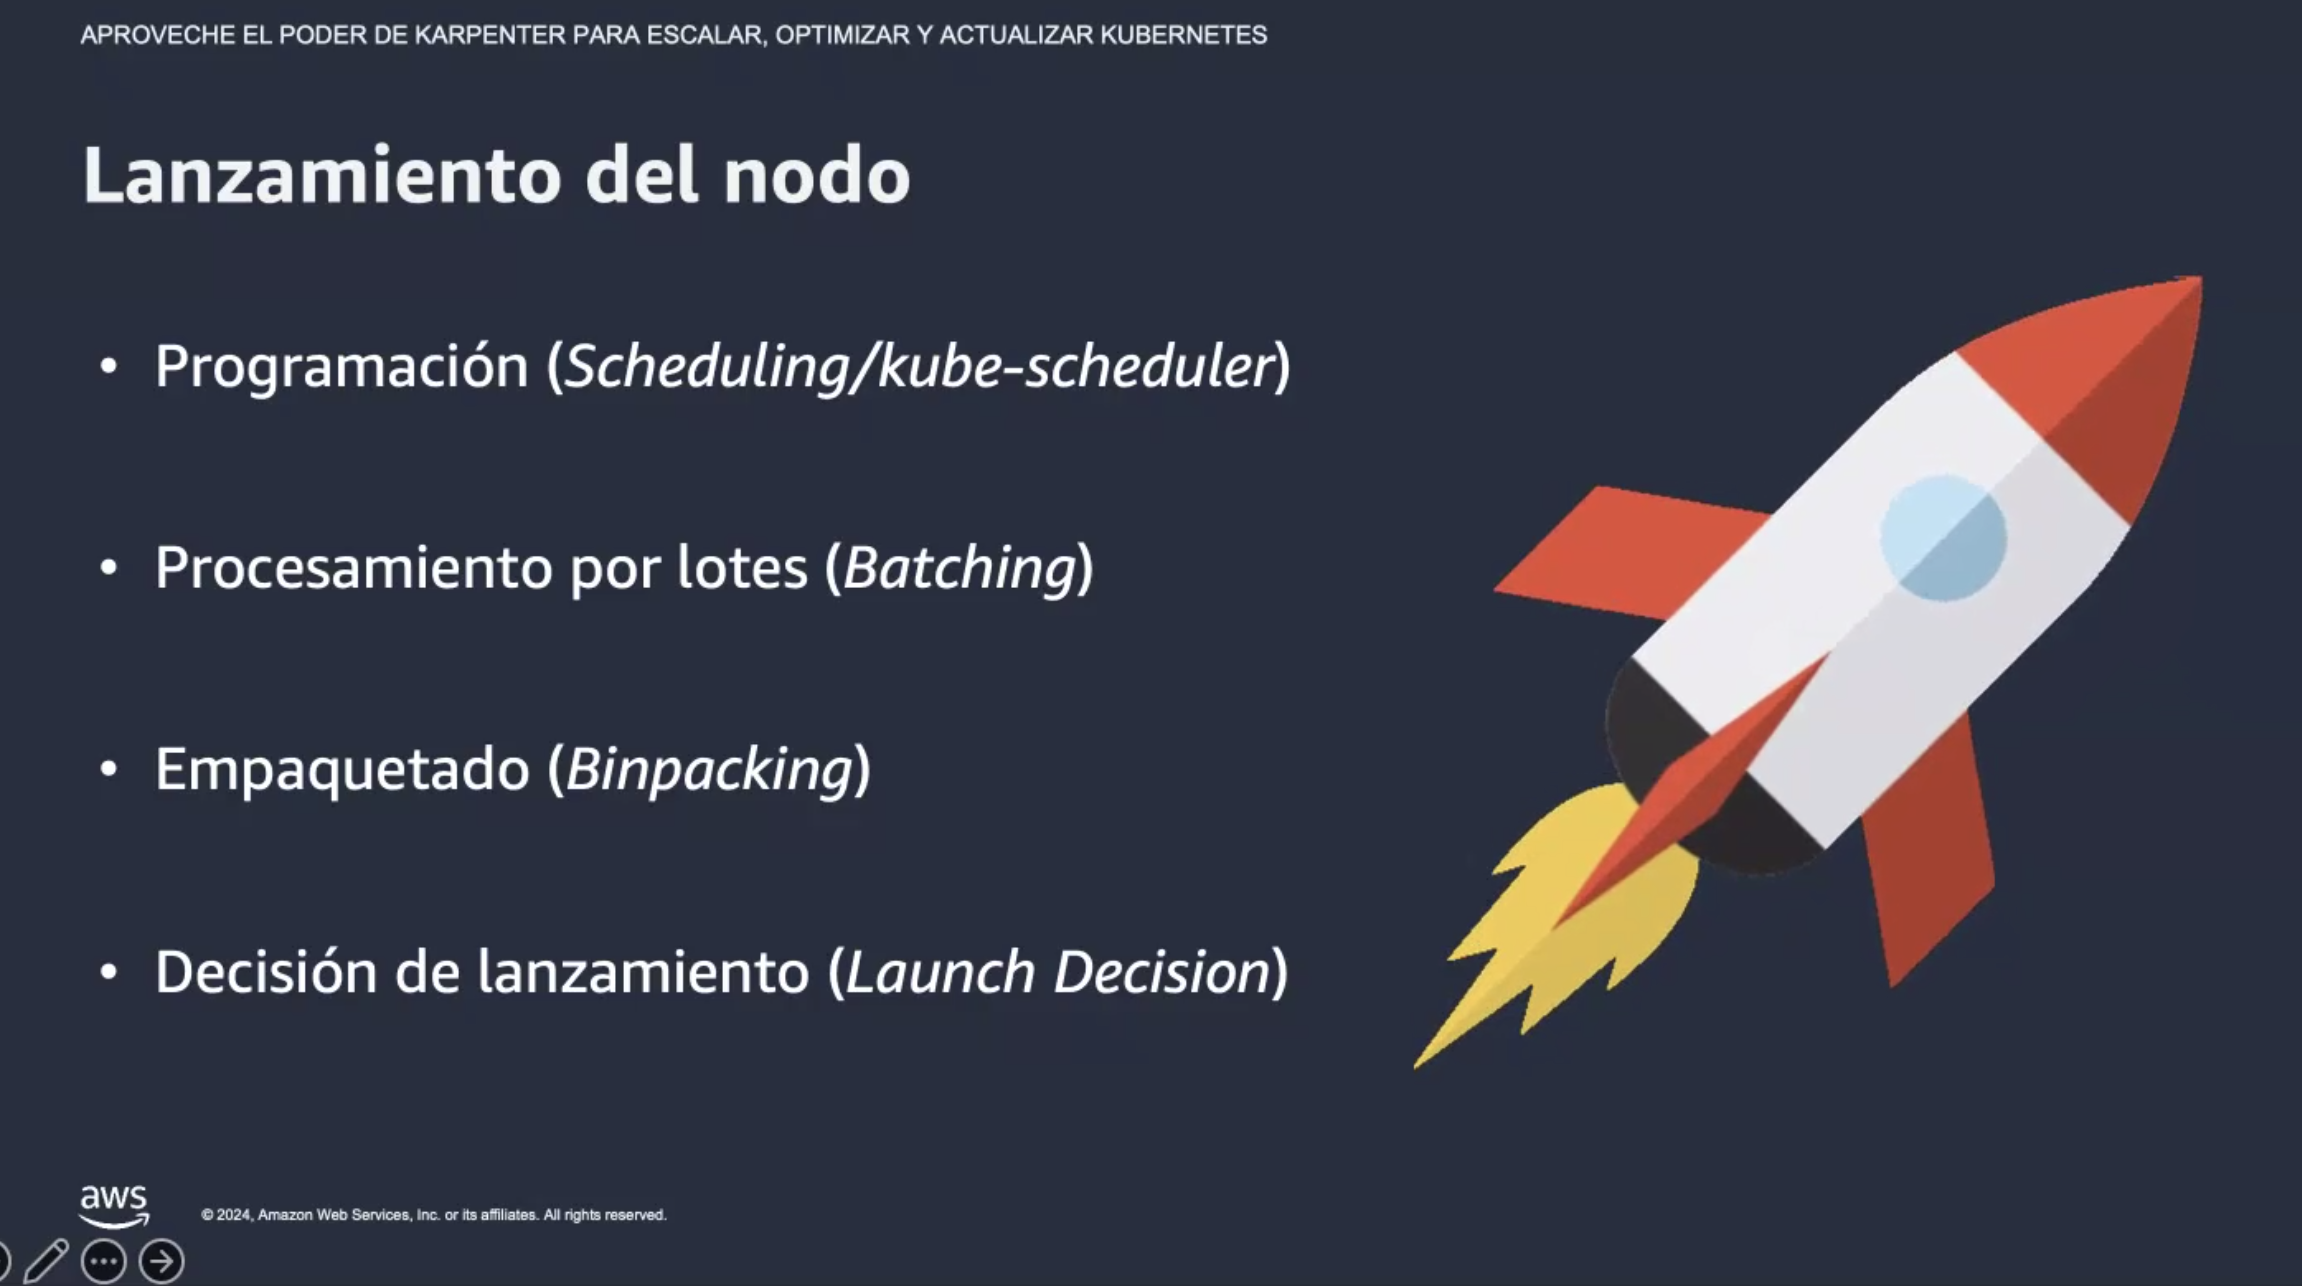 APROVECHE EL PODER DE KARPENTER PARA ESCALAR, OPTIMIZAR Y ACTUALIZAR KUBERNETES
Lanzamiento del nodo
• Programación (Scheduling/kube-scheduler)
• Procesamiento por lotes (Batching)
• Empaquetado (Binpacking)
• Decisión de lanzamiento (Launch Decision)
aws
© 2024, Amazon Web Services, Inc. or its affiliates. All rights reserved.